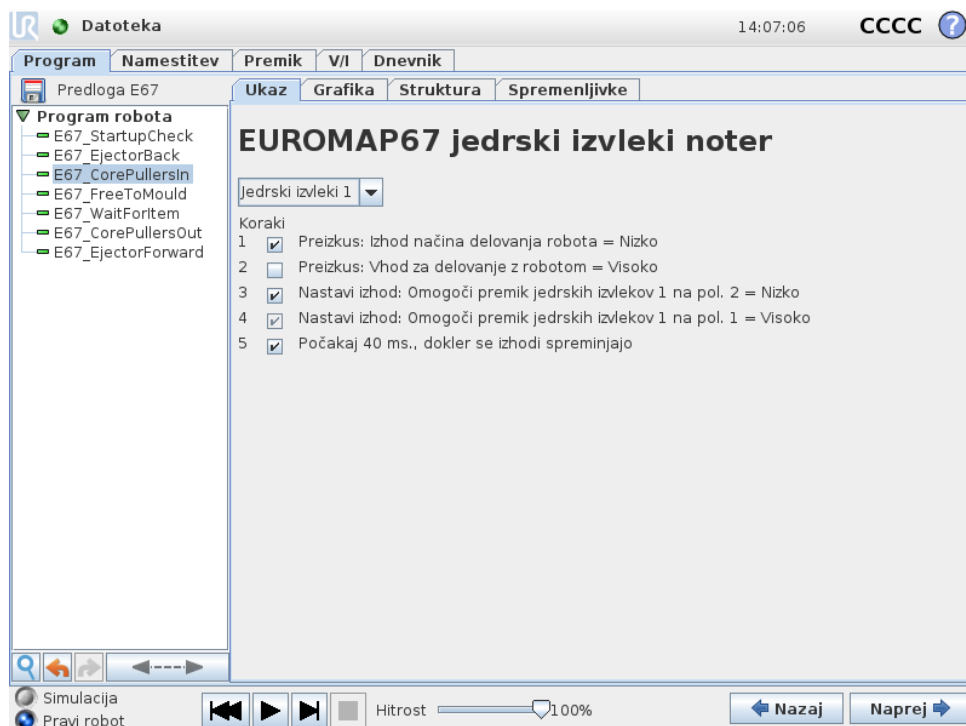 UR Datoteka 14:07:06 CCCC ?
Program Namestitev Premik V/I Dnevnik
Predloga E67
Ukaz Grafika Struktura Spremenljivke
Program robota
E67_StartupCheck
E67_EjectorBack
E67_CorePullersIn
E67_FreeToMould
E67_WaitForItem
E67_CorePullersOut
E67_EjectorForward
EUROMAP67 jedrski izvleki noter
Jedrski izvleki 1
Koraki
1 Preizkus: Izhod načina delovanja robota = Nizko
2 Preizkus: Vhod za delovanje z robotom = Visoko
3 Nastavi izhod: Omogoči premik jedrskih izvlekov 1 na pol. 2 = Nizko
4 Nastavi izhod: Omogoči premik jedrskih izvlekov 1 na pol. 1 = Visoko
5 Počakaj 40 ms., dokler se izhodi spreminjajo
Simulacija
Pravi robot
Hitrost 100%
Nazaj Naprej